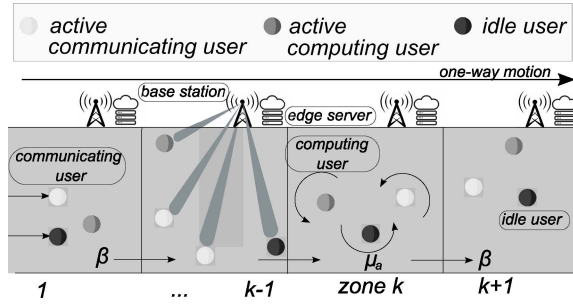 active
communicating user
active
computing user
idle user
one-way motion
base station
edge server
communicating
user
computing
user
idle user
β
μa
β
1
...
k-1
zone k
k+1